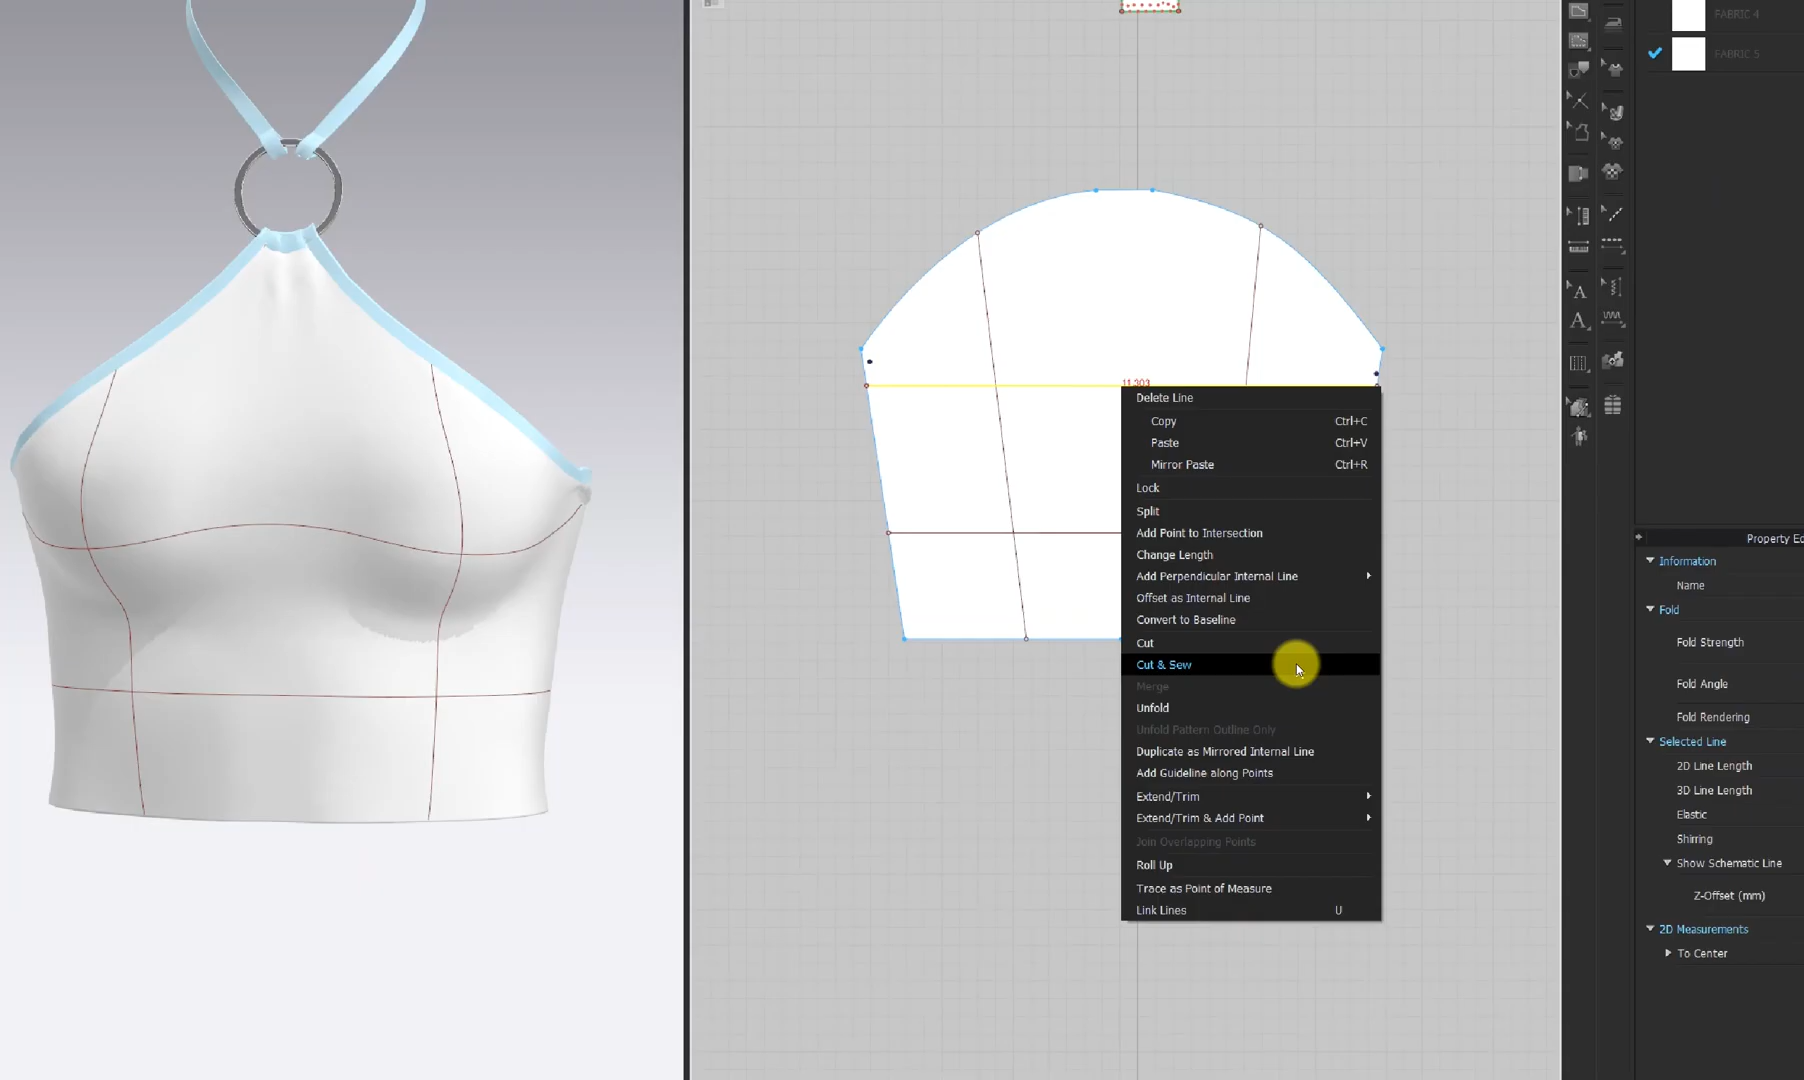 FABRIC 4
FABRIC 5
11.303
Delete Line
Copy Ctrl+C
Paste Ctrl+V
Mirror Paste Ctrl+R
Lock
Split
Add Point to Intersection
Change Length
Add Perpendicular Internal Line
Offset as Internal Line
Convert to Baseline
Cut
Cut & Sew
Merge
Unfold
Unfold Pattern Outline Only
Duplicate as Mirrored Internal Line
Add Guideline along Points
Extend/Trim
Extend/Trim & Add Point
Join Overlapping Points
Roll Up
Trace as Point of Measure
Link Lines U
Property Ed
Information
Name
Fold
Fold Strength
Fold Angle
Fold Rendering
Selected Line
2D Line Length
3D Line Length
Elastic
Shirring
Show Schematic Line
Z-Offset (mm)
2D Measurements
To Center